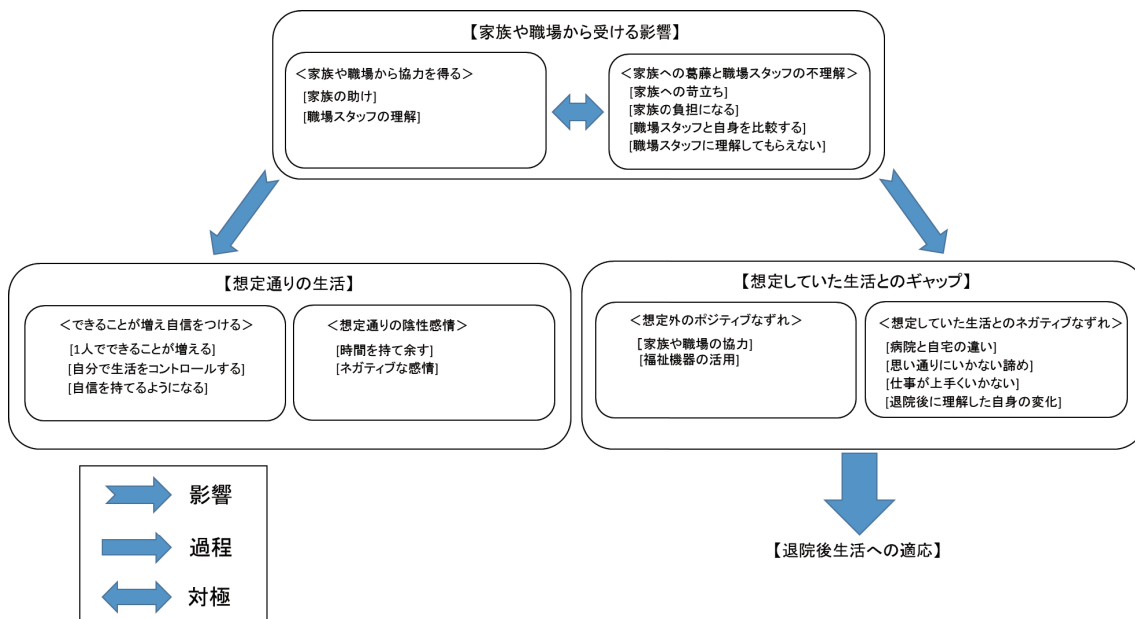 【家族や職場から受ける影響】
＜家族や職場から協力を得る＞
[家族の助け]
[職場スタッフの理解]
＜家族への葛藤と職場スタッフの不理解＞
[家族への苛立ち]
[家族の負担になる]
[職場スタッフと自身を比較する]
[職場スタッフに理解してもらえない]
【想定通りの生活】
＜できることが増え自信をつける＞
[1人でできることが増える]
[自分で生活をコントロールする]
[自信を持てるようになる]
＜想定通りの陰性感情＞
[時間を持て余す]
[ネガティブな感情]
【想定していた生活とのギャップ】
＜想定外のポジティブなずれ＞
[家族や職場の協力]
[福祉機器の活用]
＜想定していた生活とのネガティブなずれ＞
[病院と自宅の違い]
[思い通りにいかない諦め]
[仕事が上手くいかない]
[退院後に理解した自身の変化]
【退院後生活への適応】
影響
過程
対極